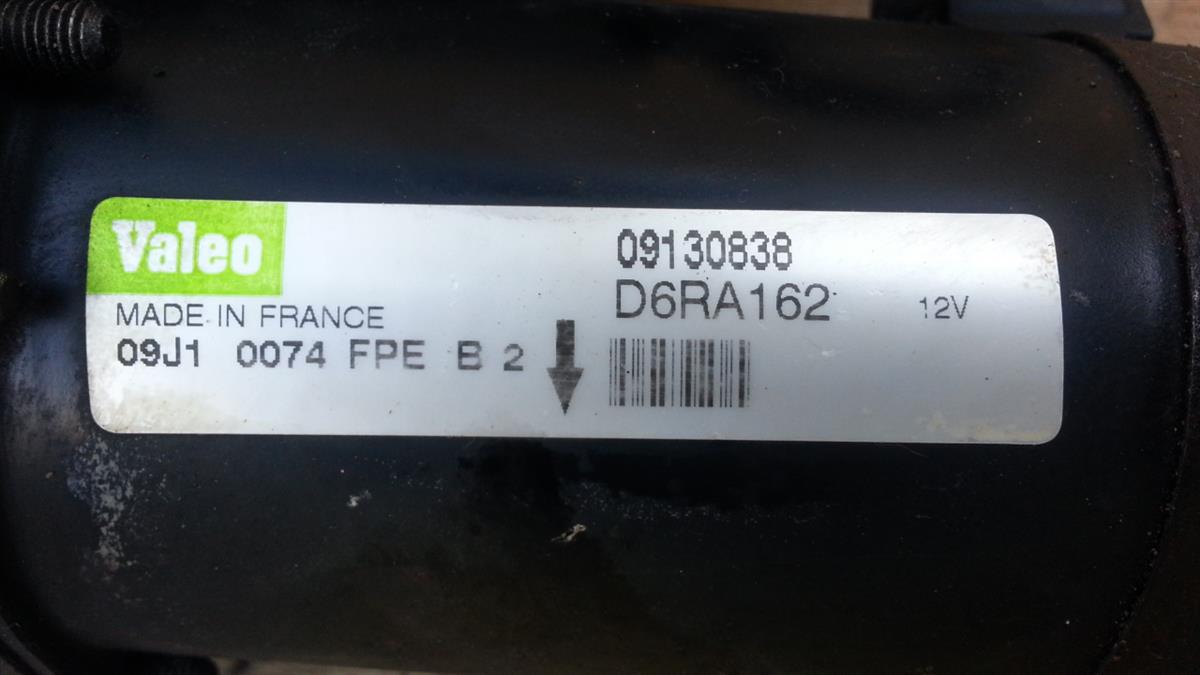 Valeo
MADE IN FRANCE
09J1 0074 FPE B 2
09130838
D6RA162 12V